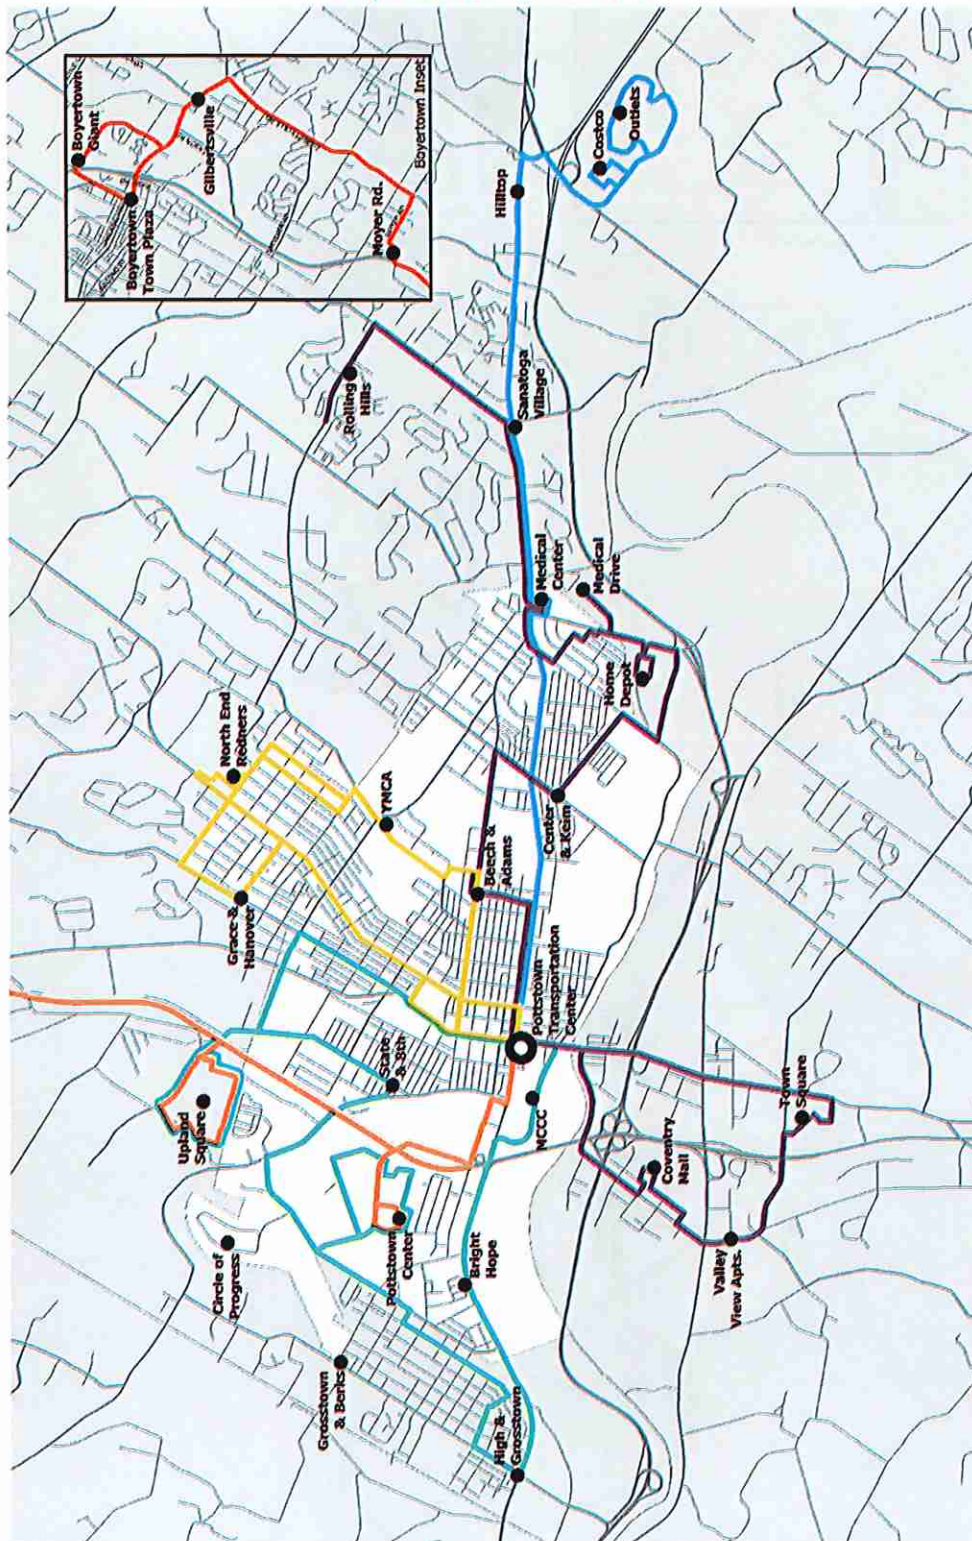 Boyertown
Giant
Boyertown
Town Plaza
Gilbertsville
Moyer Rd.
Boyertown Inset
Costco
Outlets
Hilltop
Rolling
Hills
Sanatoga
Village
Medical
Center
Medical
Drive
Home
Depot
North End
Redners
YMCA
Center
& Keim
Beech &
Adams
Grace &
Hanover
Pottstown
Transportation
Center
State
& 8th
MCCC
Upland
Square
Town
Square
Coventry
Mall
Valley
View Apts.
Circle of
Progress
Pottstown
Center
Bright
Hope
Grosstown
& Berks
High &
Grosstown